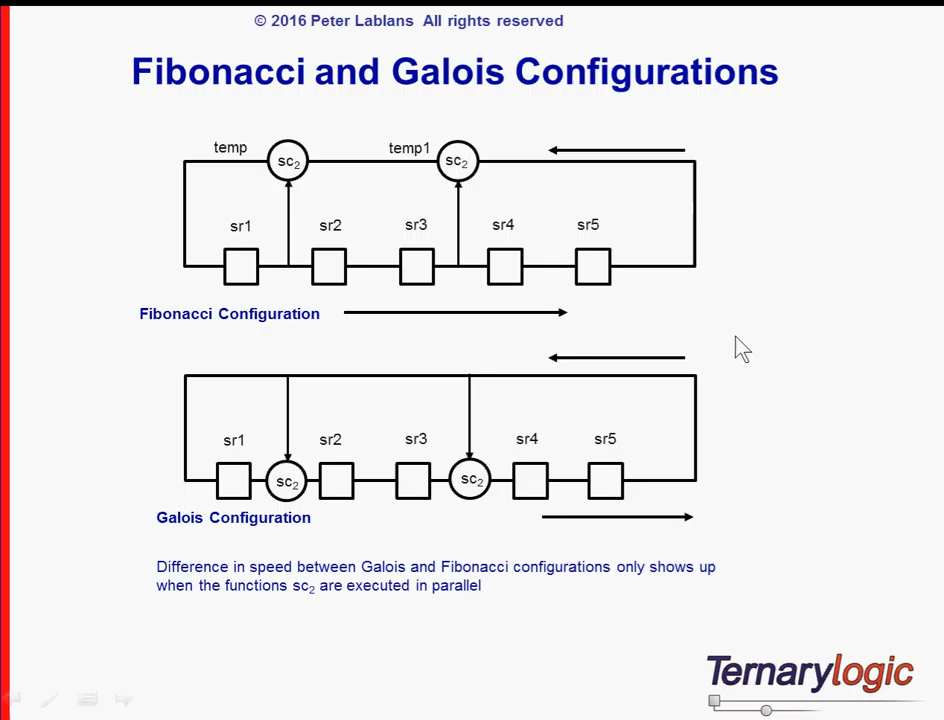 © 2016 Peter Lablans All rights reserved
Fibonacci and Galois Configurations
temp
sc₂
temp1
sc₂
sr1
sr2
sr3
sr4
sr5
Fibonacci Configuration
sr1
sr2
sr3
sr4
sr5
sc₂
sc₂
Galois Configuration
Difference in speed between Galois and Fibonacci configurations only shows up
when the functions sc₂ are executed in parallel
Ternarylogic